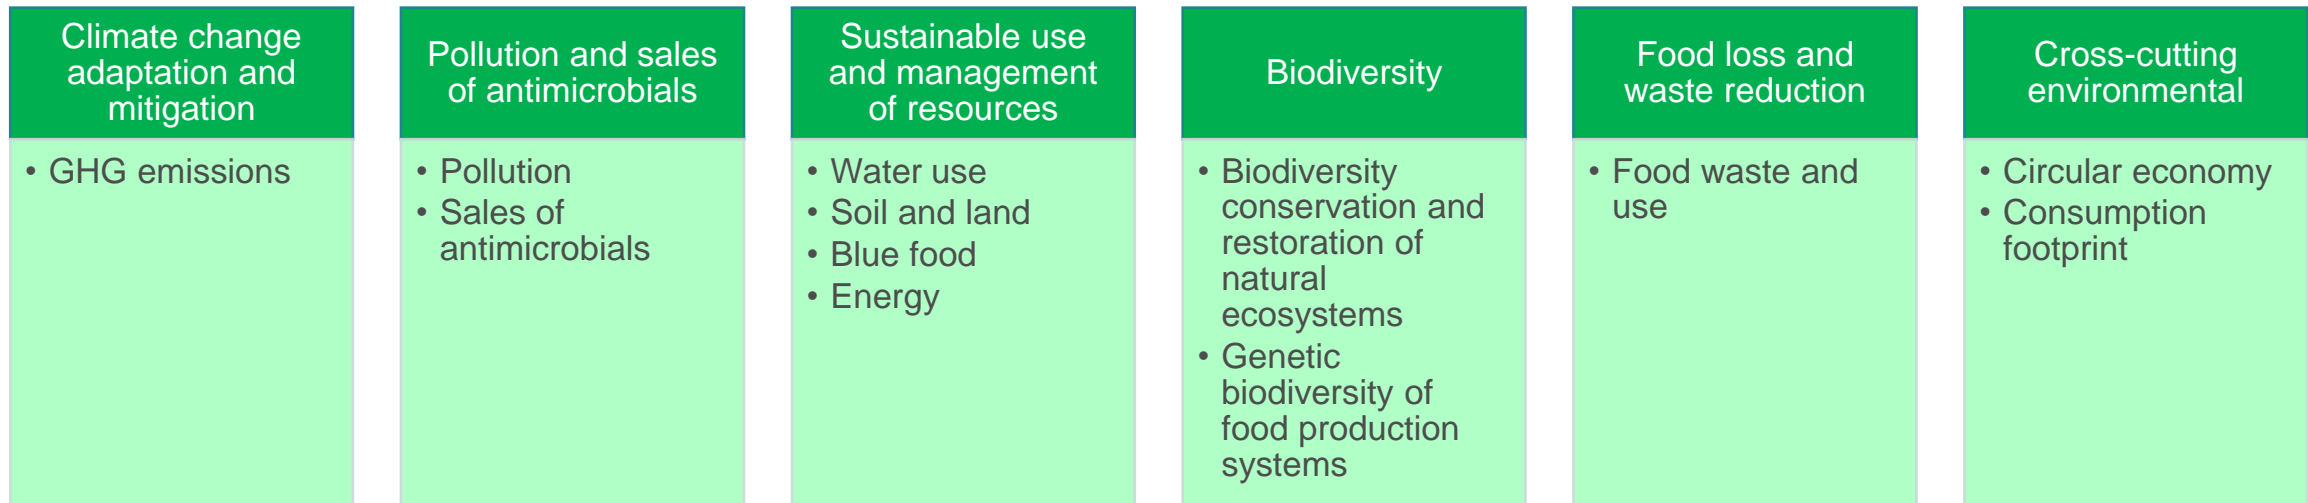 Climate change
adaptation and
mitigation
• GHG emissions
Pollution and sales
of antimicrobials
• Pollution
• Sales of
antimicrobials
Sustainable use
and management
of resources
• Water use
• Soil and land
• Blue food
• Energy
Biodiversity
• Biodiversity
conservation and
restoration of
natural
ecosystems
• Genetic
biodiversity of
food production
systems
Food loss and
waste reduction
• Food waste and
use
Cross-cutting
environmental
• Circular economy
• Consumption
footprint